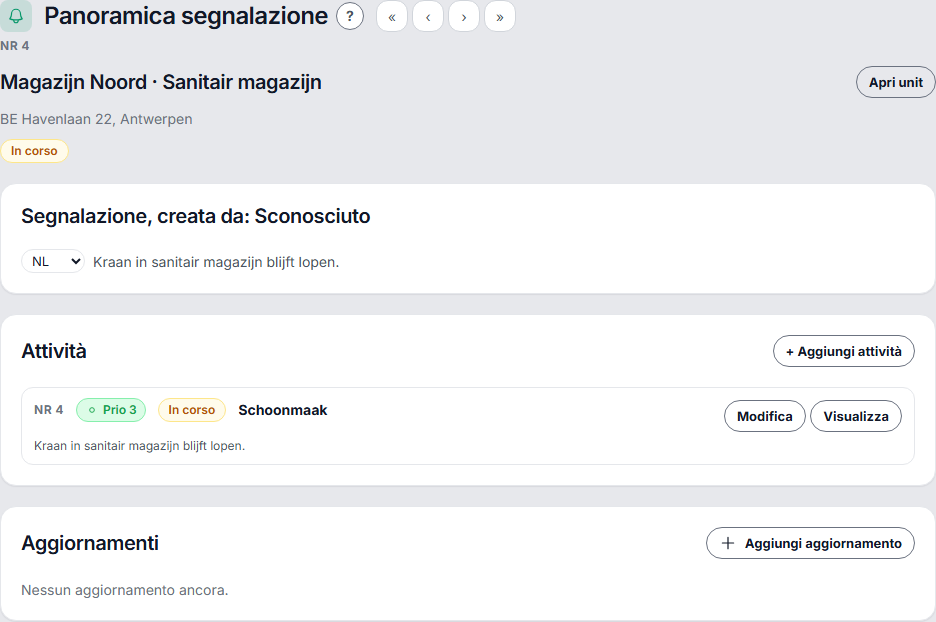 Panoramica segnalazione ? « ‹ › »
NR 4
Magazijn Noord · Sanitair magazijn
Apri unit
BE Havenlaan 22, Antwerpen
In corso
Segnalazione, creata da: Sconosciuto
NL Kraan in sanitair magazijn blijft lopen.
Attività
+ Aggiungi attività
NR 4 Prio 3 In corso Schoonmaak
Modifica Visualizza
Kraan in sanitair magazijn blijft lopen.
Aggiornamenti
+ Aggiungi aggiornamento
Nessun aggiornamento ancora.